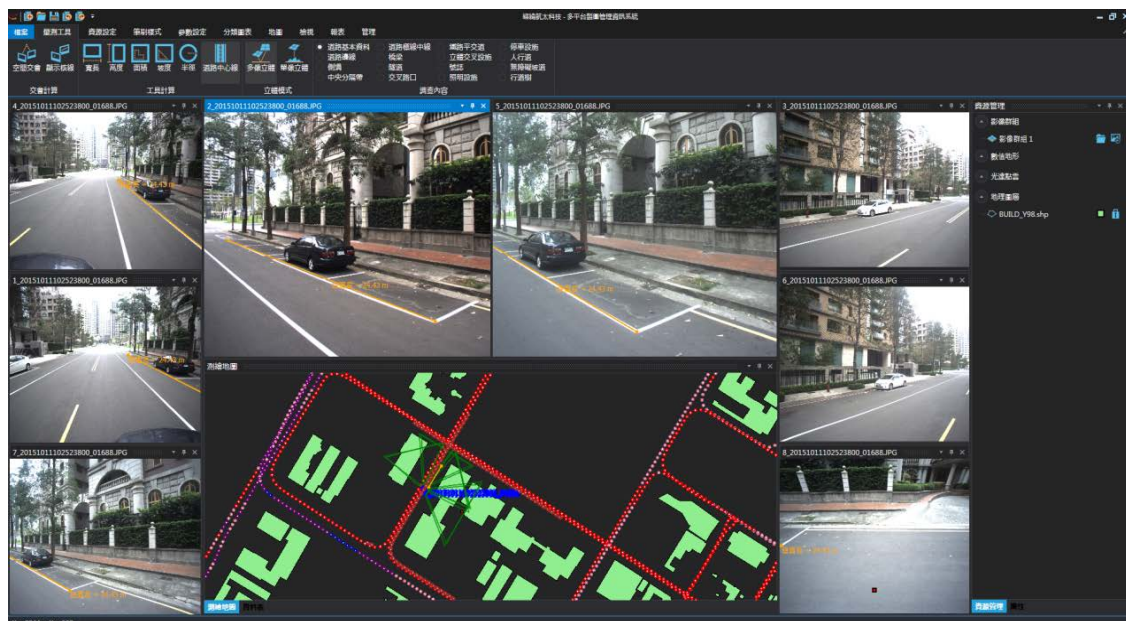 經緯航太科技 - 多平台製圖管理資訊系統
檔案 量測工具 資源設定 筆刷樣式 參數設定 分類圖表 地圖 檢視 報表 管理
空間交會 顯示核線 寬長 高度 面積 坡度 半徑 道路中心線 多像立體 單像立體
道路基本資料 道路標線中線 鐵路平交道 停車設施
道路邊線 橋梁 立體交叉設施 人行道
側溝 隧道 號誌 無障礙坡道
中央分隔帶 交叉路口 照明設施 行道樹
交會計算 工具計算 立體模式 調查內容
4_20151011102523800_01688.JPG
2_20151011102523800_01688.JPG
5_20151011102523800_01688.JPG
3_20151011102523800_01688.JPG
資源管理
影像群組
影像群組 1
數值地形
光達點雲
地理圖層
BUILD_Y98.shp
1_20151011102523800_01688.JPG
6_20151011102523800_01688.JPG
測繪地圖
7_20151011102523800_01688.JPG
8_20151011102523800_01688.JPG
測繪地圖 資料表
資源管理 屬性